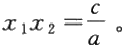 x₁x₂ = c/a 。